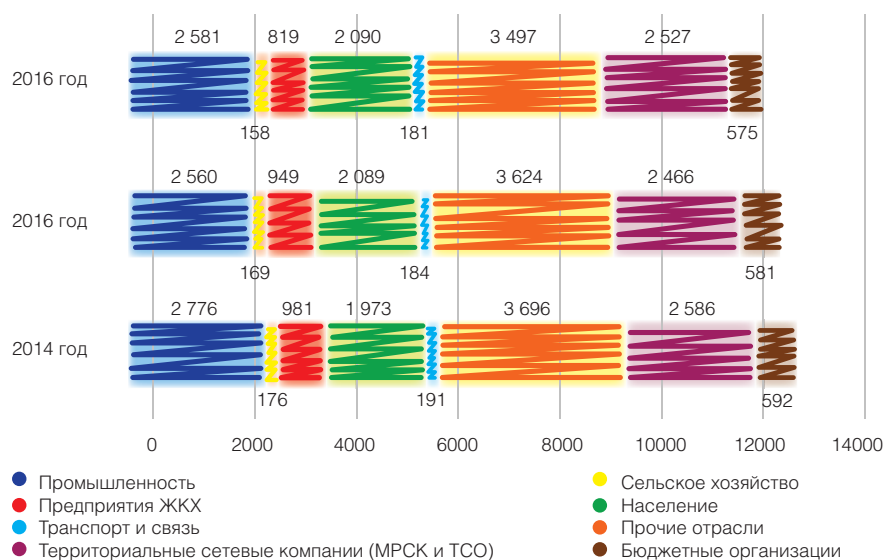 2 581 819 2 090 3 497 2 527
2016 год
158 181 575
2 560 949 2 089 3 624 2 466
2016 год
169 184 581
2 776 981 1 973 3 696 2 586
2014 год
176 191 592
0 2000 4000 6000 8000 10000 12000 14000
Промышленность
Предприятия ЖКХ
Транспорт и связь
Территориальные сетевые компании (МРСК и ТСО)
Сельское хозяйство
Население
Прочие отрасли
Бюджетные организации